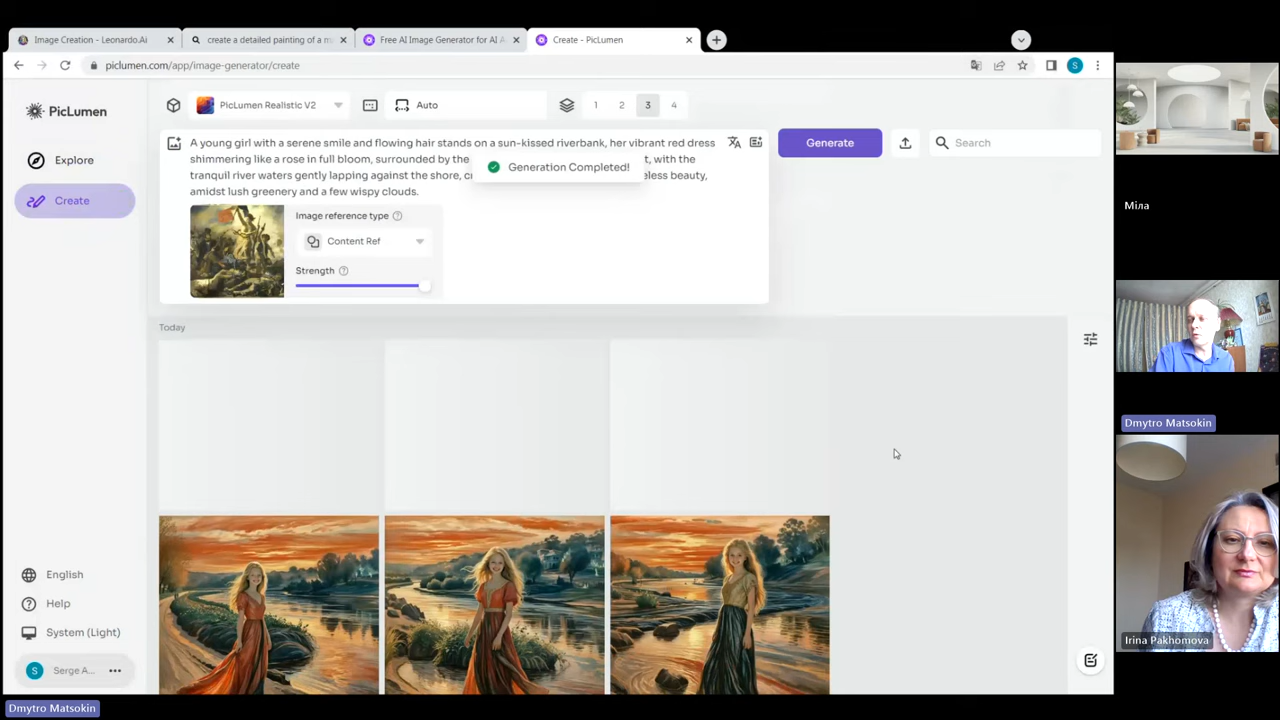 Image Creation - Leonardo.Ai
create a detailed painting of a m
Free AI Image Generator for AI A
Create - PicLumen
piclumen.com/app/image-generator/create
S
PicLumen
PicLumen Realistic V2
Auto
1 2 3 4
A young girl with a serene smile and flowing hair stands on a sun-kissed riverbank, her vibrant red dress
shimmering like a rose in full bloom, surrounded by the
t, with the
tranquil river waters gently lapping against the shore, c
eless beauty,
amidst lush greenery and a few wispy clouds.
Generation Completed!
Generate
Search
Explore
Create
Image reference type
Content Ref
Strength
Today
English
Help
System (Light)
S
Serge A...
Міла
Dmytro Matsokin
Irina Pakhomova
Dmytro Matsokin